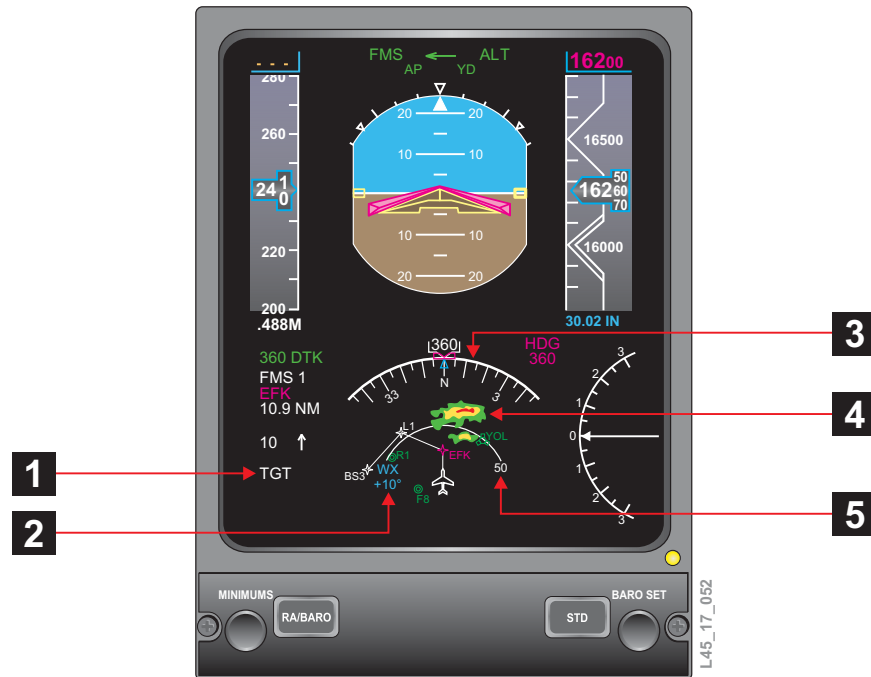 FMS ← ALT
AP YD
- - -
16200
280
260
24 1 0
220
200
.488M
20 20
10 10
10 10
20 20
16500
162 50 60 70
16000
30.02 IN
360 DTK
FMS 1
EFK
10.9 NM
10 ↑
TGT
360
HDG
360
33 N 3
L1
YOL
R1
EFK
BS3
WX
+10°
F8
50
3
2
1
0
1
2
3
1
2
3
4
5
MINIMUMS
RA/BARO
STD
BARO SET
L45_17_052